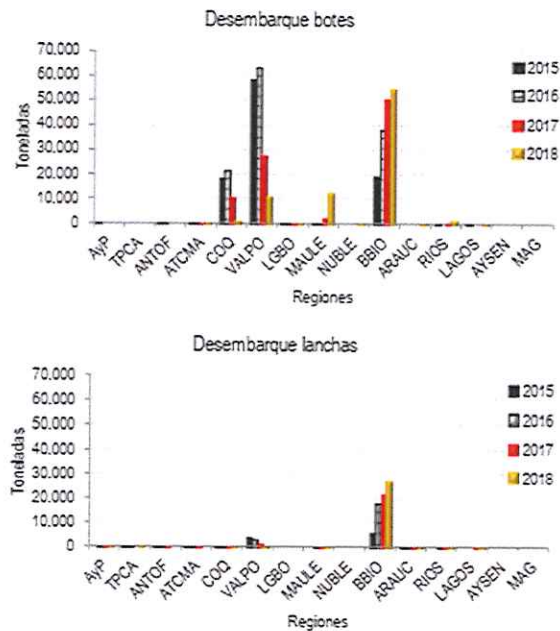 Desembarque botes
70.000
60.000
50.000
40.000
30.000
20.000
10.000
0
Toneladas
2015
2016
2017
2018
AyP
TPCA
ANTOF
ATCMA
COQ
VALPO
LGBO
MAULE
NUBLE
BBIO
ARAUC
RIOS
LAGOS
AYSEN
MAG
Regiones
Desembarque lanchas
70.000
60.000
50.000
40.000
30.000
20.000
10.000
0
Toneladas
2015
2016
2017
2018
AyP
TPCA
ANTOF
ATCMA
COQ
VALPO
LGBO
MAULE
NUBLE
BBIO
ARAUC
RIOS
LAGOS
AYSEN
MAG
Regiones